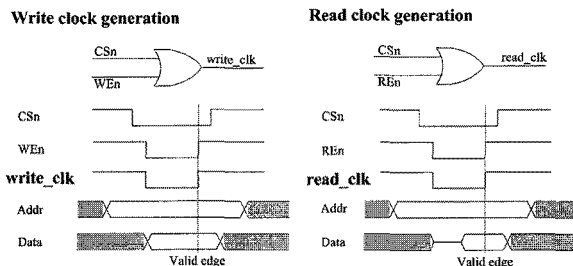 Write clock generation
CSn
write_clk
WEn
CSn
WEn
write_clk
Addr
Data
Valid edge
Read clock generation
CSn
read_clk
REn
CSn
REn
read_clk
Addr
Data
Valid edge